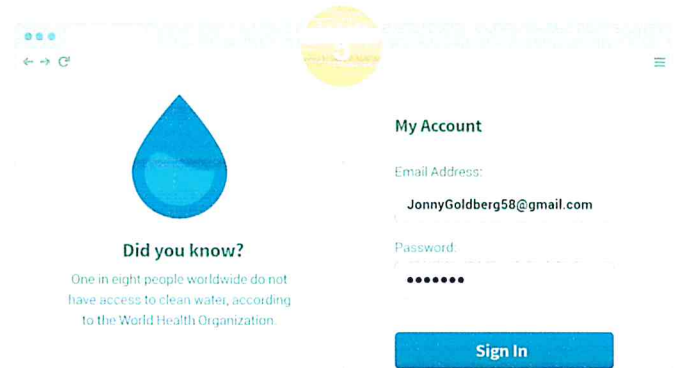 5
My Account
Email Address:
JonnyGoldberg58@gmail.com
Password:
•••••••
Sign In
Did you know?
One in eight people worldwide do not
have access to clean water, according
to the World Health Organization.